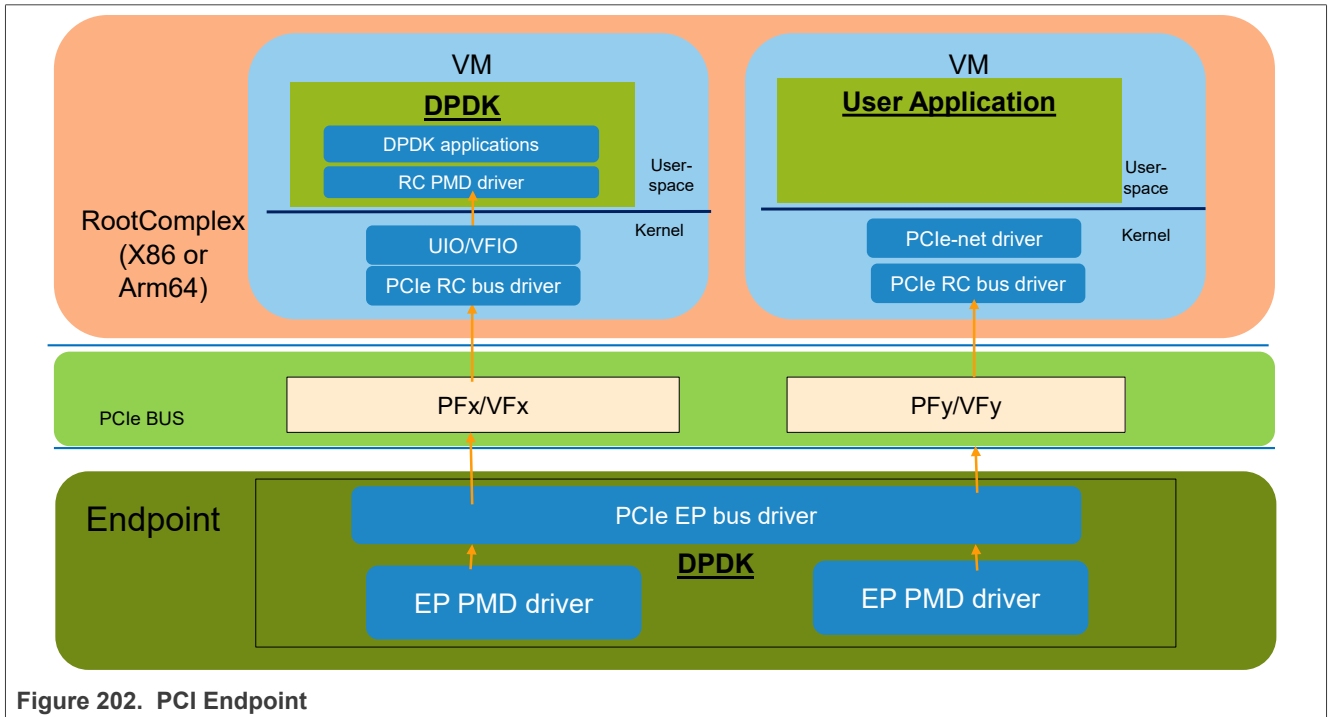 VM
DPDK
DPDK applications
RC PMD driver
User-
space
Kernel
UIO/VFIO
PCIe RC bus driver
VM
User Application
User-
space
Kernel
PCIe-net driver
PCIe RC bus driver
RootComplex
(X86 or
Arm64)
PCIe BUS
PFx/VFx
PFy/VFy
Endpoint
PCIe EP bus driver
DPDK
EP PMD driver
EP PMD driver
Figure 202. PCI Endpoint